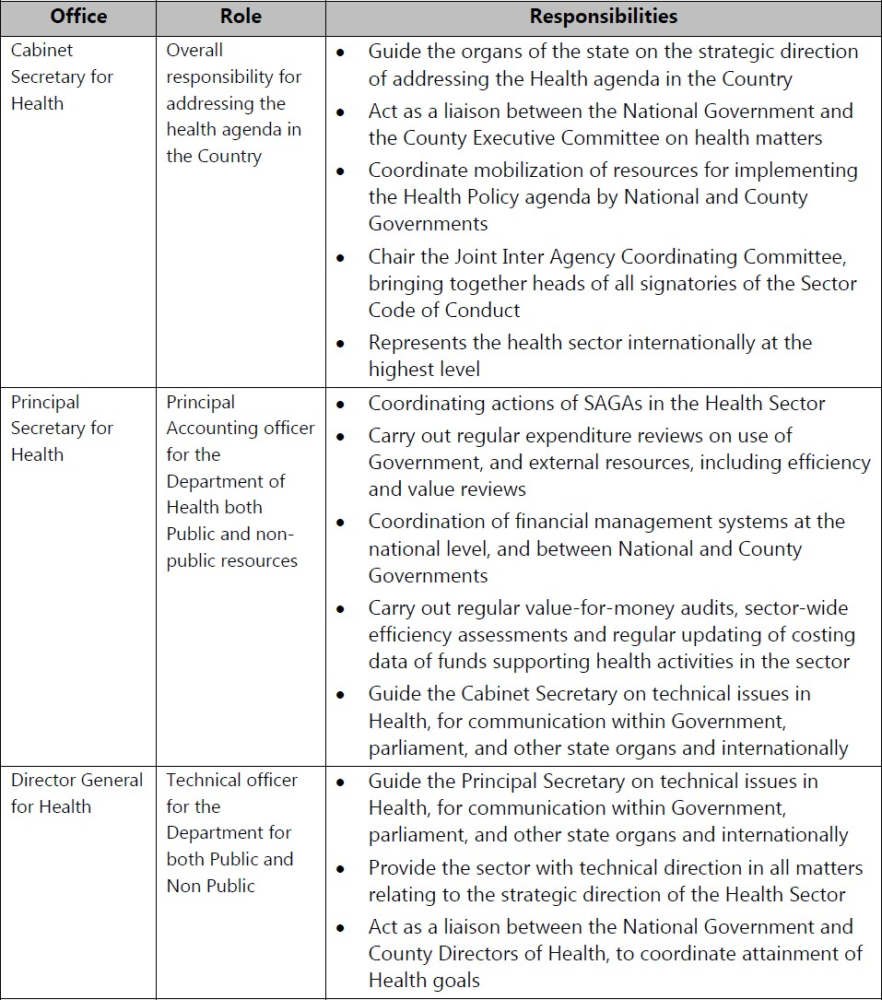 Office Role Responsibilities
Cabinet
Secretary for
Health
Overall
responsibility for
addressing the
health agenda in
the Country
• Guide the organs of the state on the strategic direction
of addressing the Health agenda in the Country
• Act as a liaison between the National Government and
the County Executive Committee on health matters
• Coordinate mobilization of resources for implementing
the Health Policy agenda by National and County
Governments
• Chair the Joint Inter Agency Coordinating Committee,
bringing together heads of all signatories of the Sector
Code of Conduct
• Represents the health sector internationally at the
highest level
Principal
Secretary for
Health
Principal
Accounting officer
for the
Department of
Health both
Public and non-
public resources
• Coordinating actions of SAGAs in the Health Sector
• Carry out regular expenditure reviews on use of
Government, and external resources, including efficiency
and value reviews
• Coordination of financial management systems at the
national level, and between National and County
Governments
• Carry out regular value-for-money audits, sector-wide
efficiency assessments and regular updating of costing
data of funds supporting health activities in the sector
• Guide the Cabinet Secretary on technical issues in
Health, for communication within Government,
parliament, and other state organs and internationally
Director General
for Health
Technical officer
for the
Department for
both Public and
Non Public
• Guide the Principal Secretary on technical issues in
Health, for communication within Government,
parliament, and other state organs and internationally
• Provide the sector with technical direction in all matters
relating to the strategic direction of the Health Sector
• Act as a liaison between the National Government and
County Directors of Health, to coordinate attainment of
Health goals